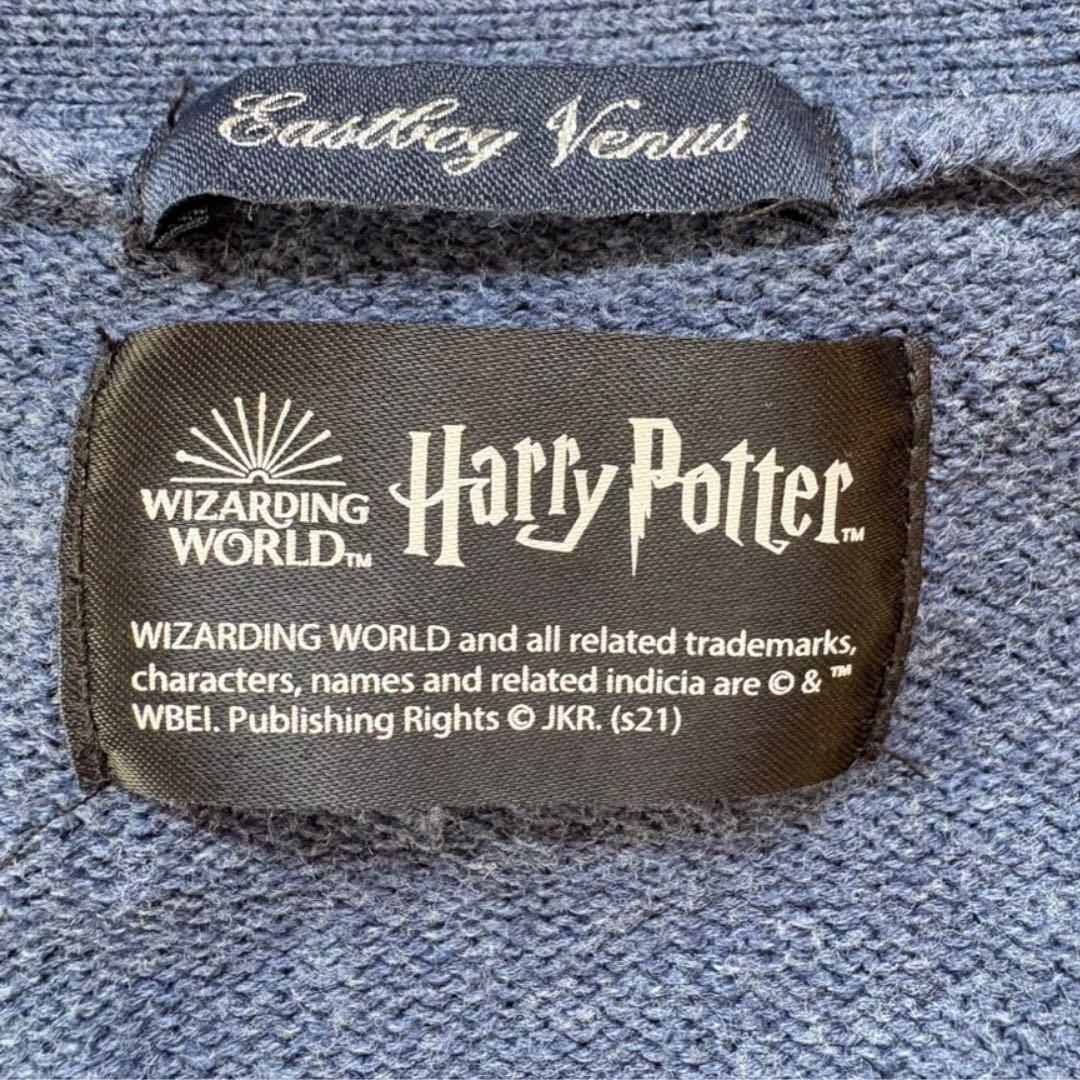 Eastboy Venus
WIZARDING
WORLD™
Harry Potter™
WIZARDING WORLD and all related trademarks,
characters, names and related indicia are © & ™
WBEI. Publishing Rights © JKR. (s21)